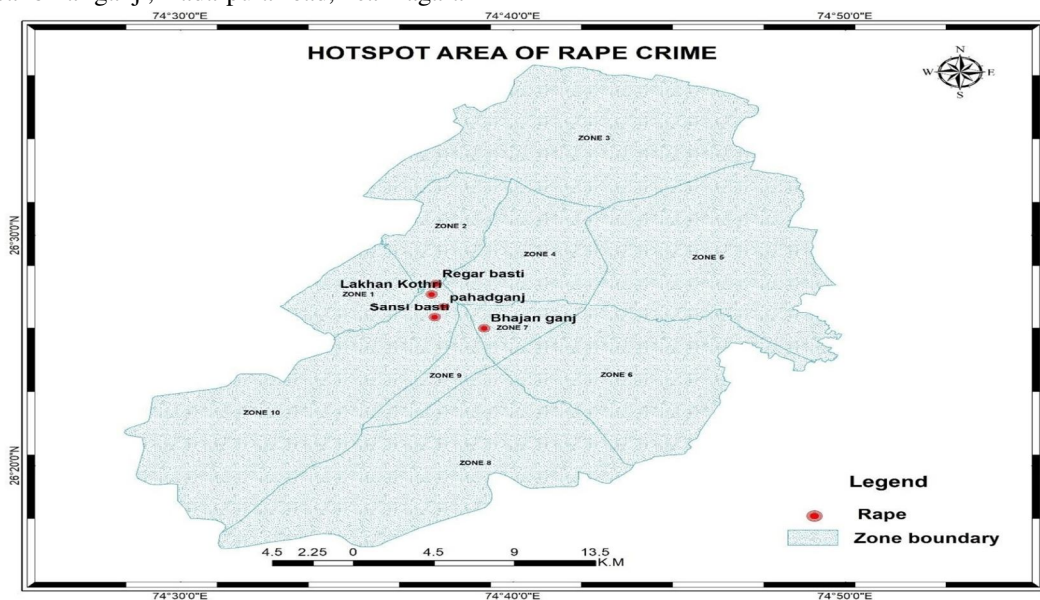 74°30'0"E 74°40'0"E 74°50'0"E
HOTSPOT AREA OF RAPE CRIME
N
W E
S
ZONE 3
ZONE 2
26°30'0"N
ZONE 4
ZONE 5
Regar basti
Lakhan Kothri
ZONE 1
pahadganj
Sansi basti
Bhajan ganj
ZONE 7
ZONE 9
ZONE 6
ZONE 10
ZONE 8
26°20'0"N
Legend
Rape
Zone boundary
4.5 2.25 0 4.5 9 13.5
K.M
74°30'0"E 74°40'0"E 74°50'0"E